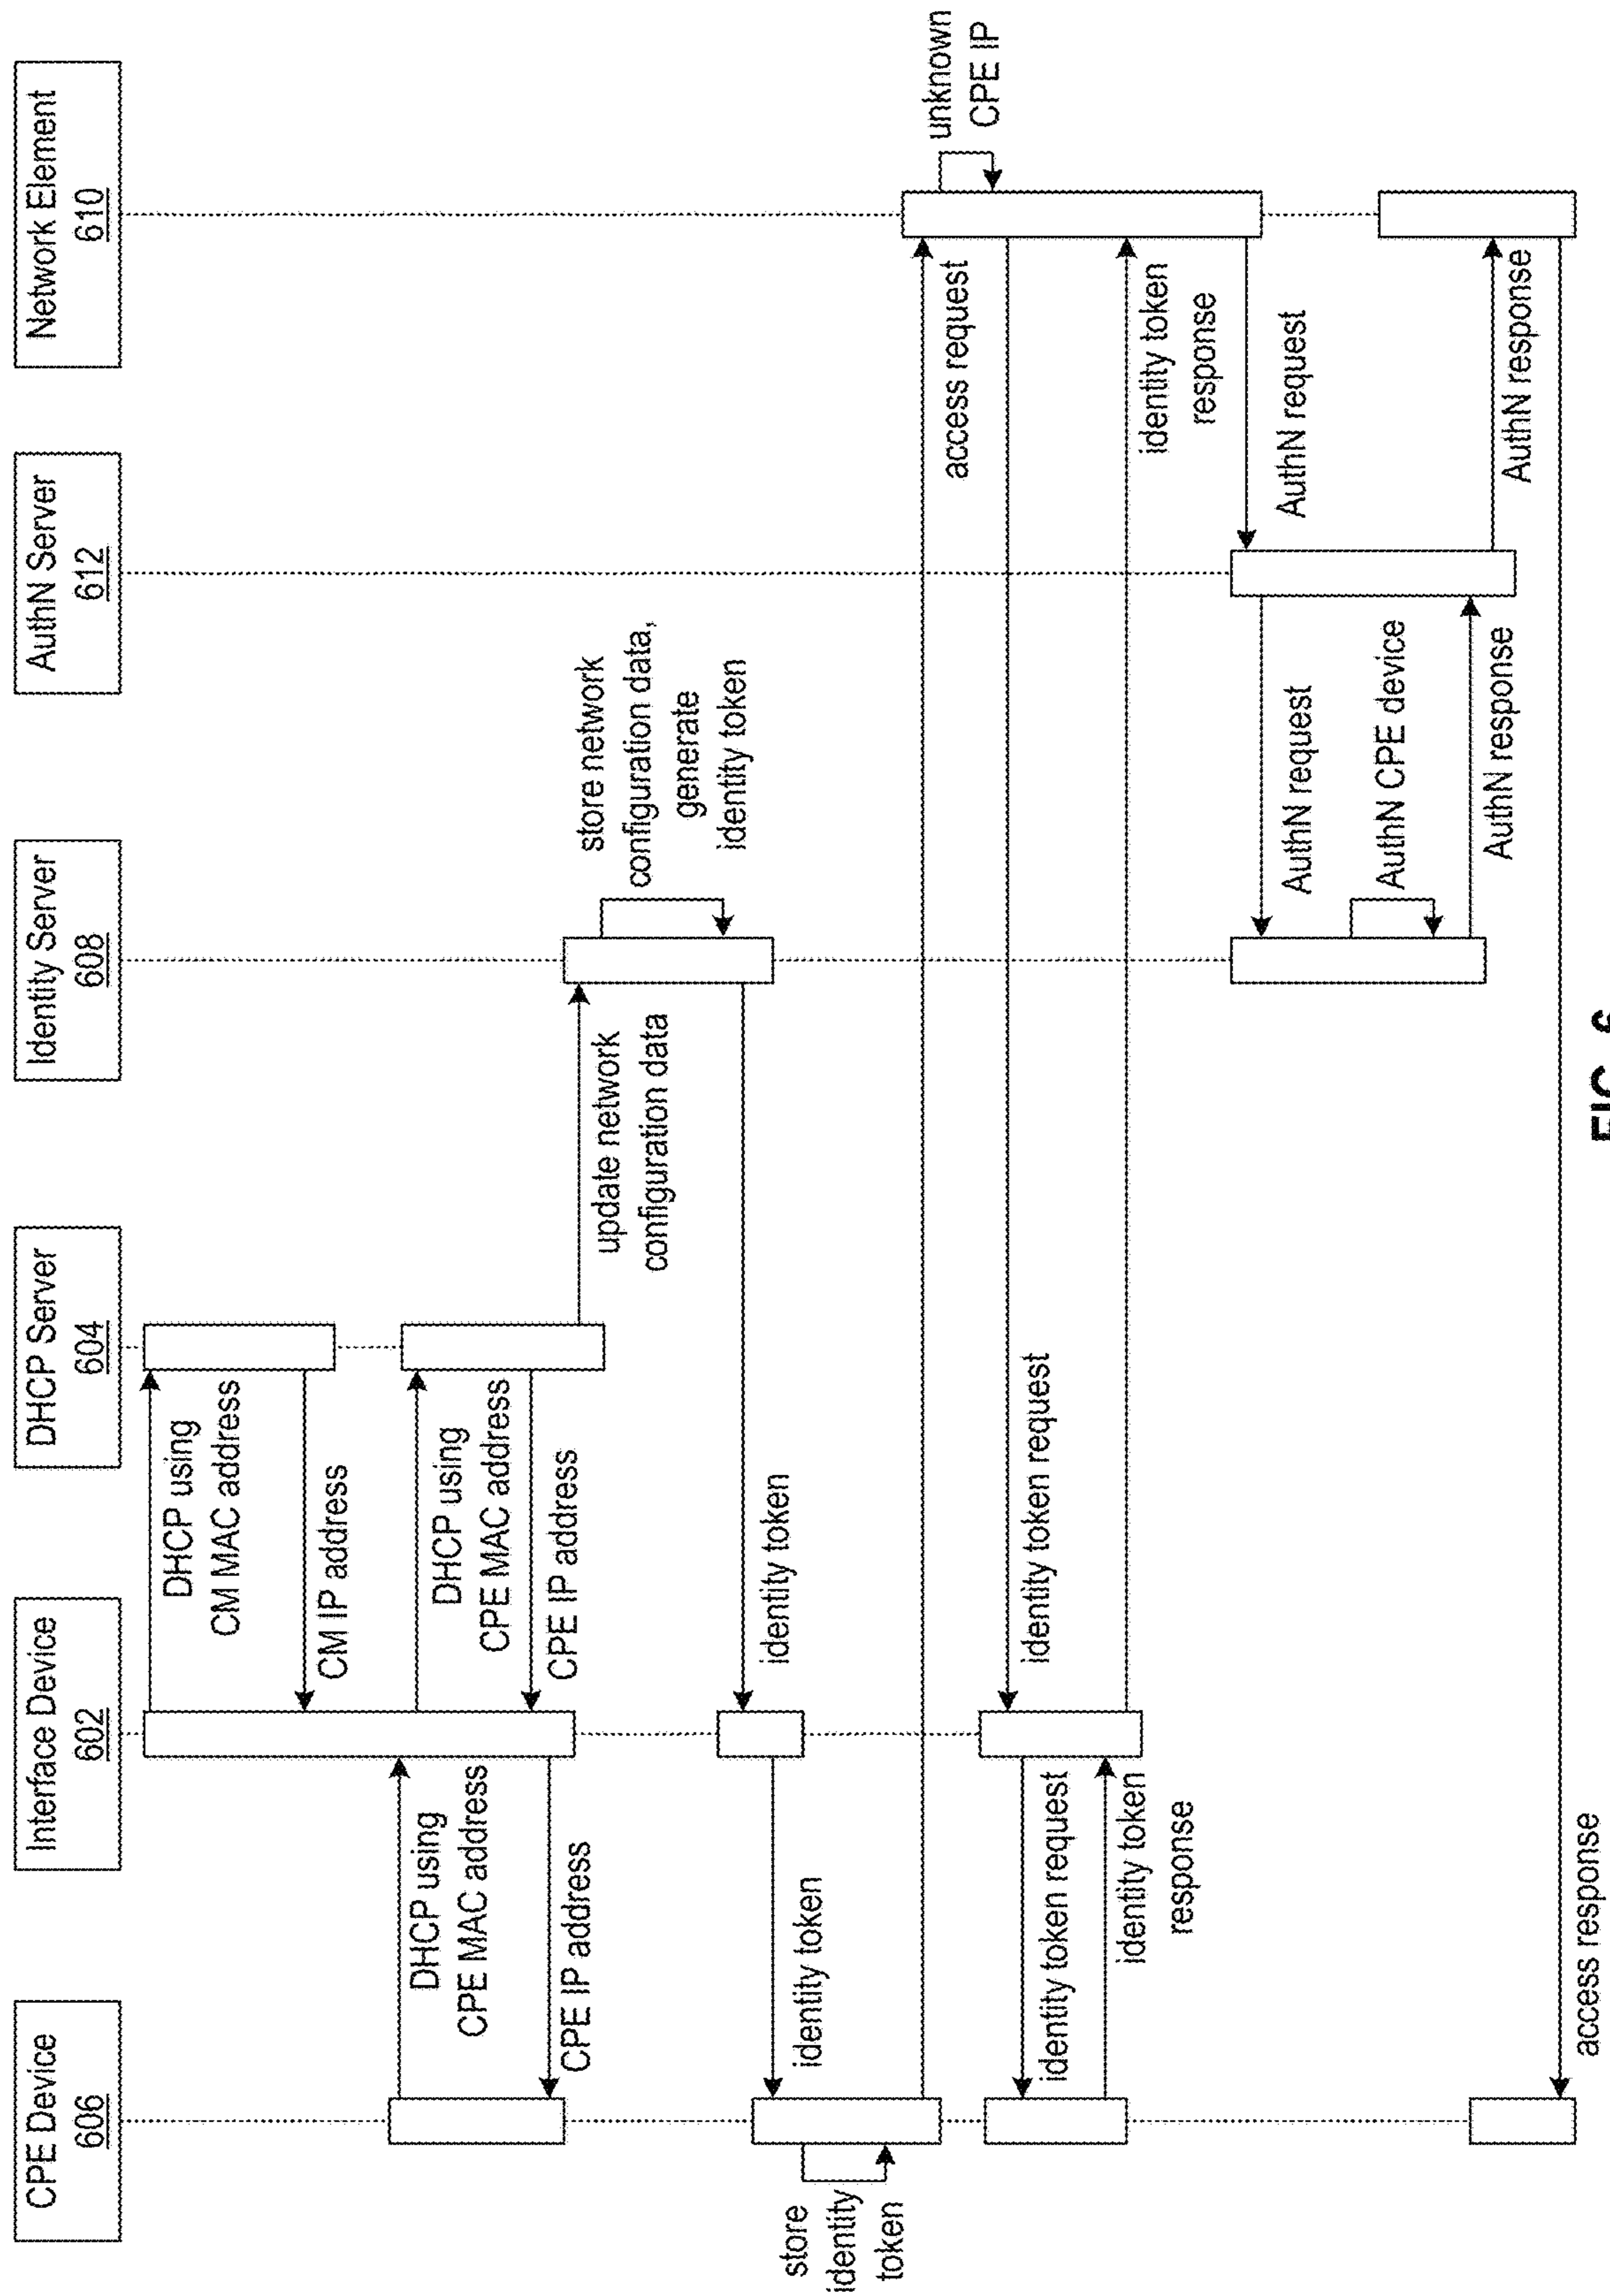 CPE Device
606
Interface Device
602
DHCP Server
604
Identity Server
608
AuthN Server
612
Network Element
610
DHCP using
CM MAC address
CM IP address
DHCP using
CPE MAC address
DHCP using
CPE MAC address
CPE IP address
CPE IP address
update network
configuration data
store network
configuration data,
generate
identity token
identity token
identity token
store
identity
token
access request
unknown
CPE IP
identity token request
identity token request
identity token
response
identity token
response
AuthN request
AuthN request
AuthN CPE device
AuthN response
AuthN response
access response
FIG. 6